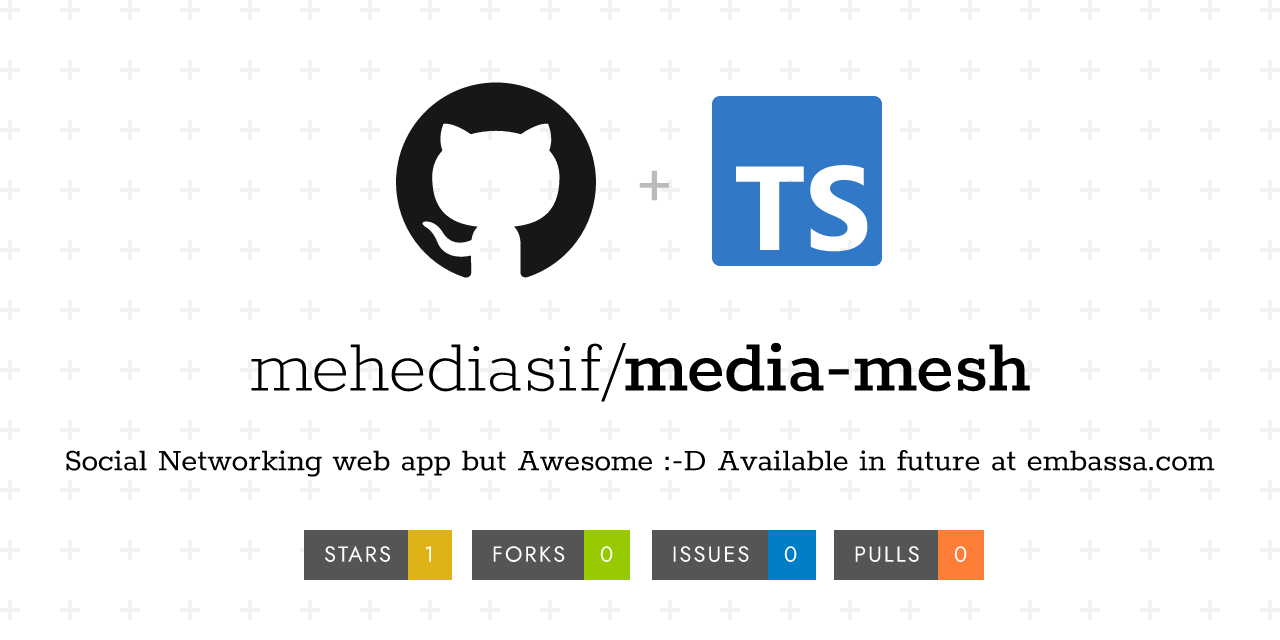 TS
mehediasif/media-mesh
Social Networking web app but Awesome :-D Available in future at embassa.com
STARS 1 FORKS 0 ISSUES 0 PULLS 0